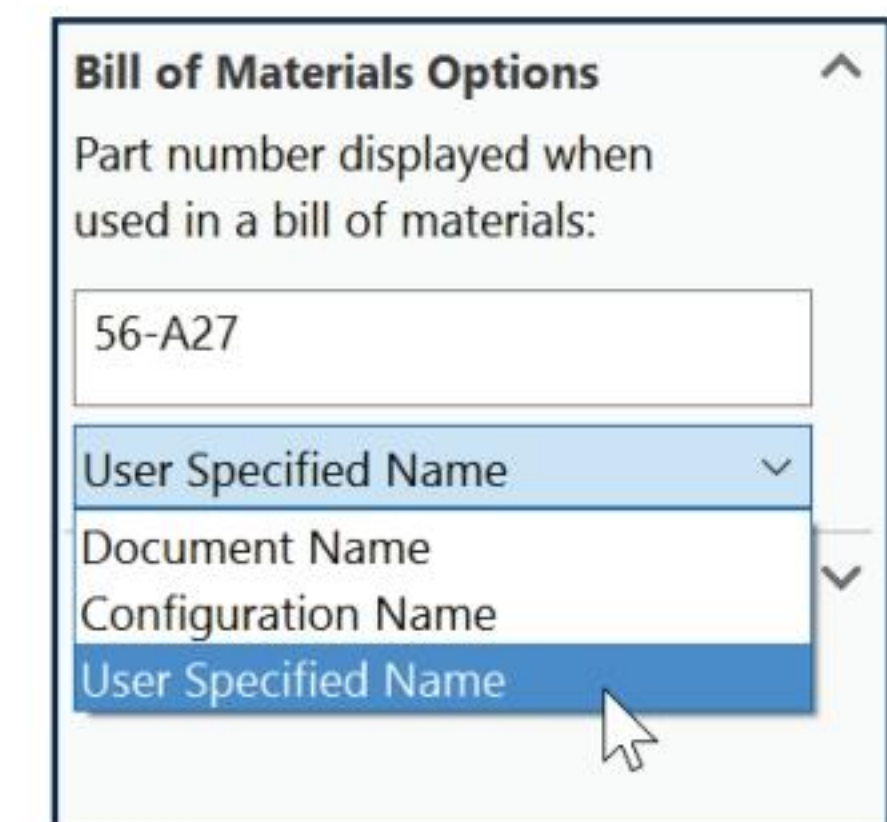 Bill of Materials Options
Part number displayed when
used in a bill of materials:
56-A27
User Specified Name
Document Name
Configuration Name
User Specified Name